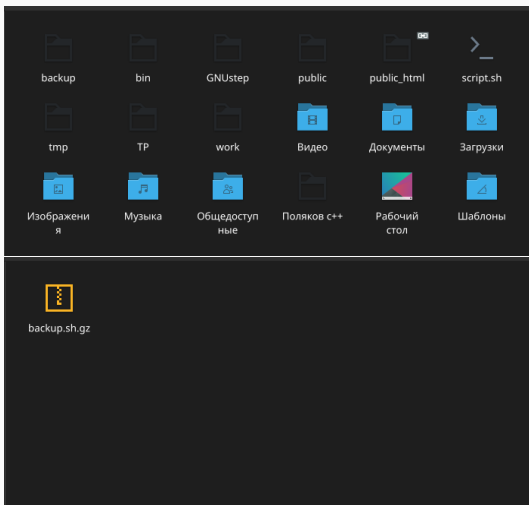 backup
bin
GNUstep
public
public_html
script.sh
tmp
TP
work
Видео
Документы
Загрузки
Изображени
я
Музыка
Общедоступ
ные
Поляков с++
Рабочий
стол
Шаблоны
backup.sh.gz